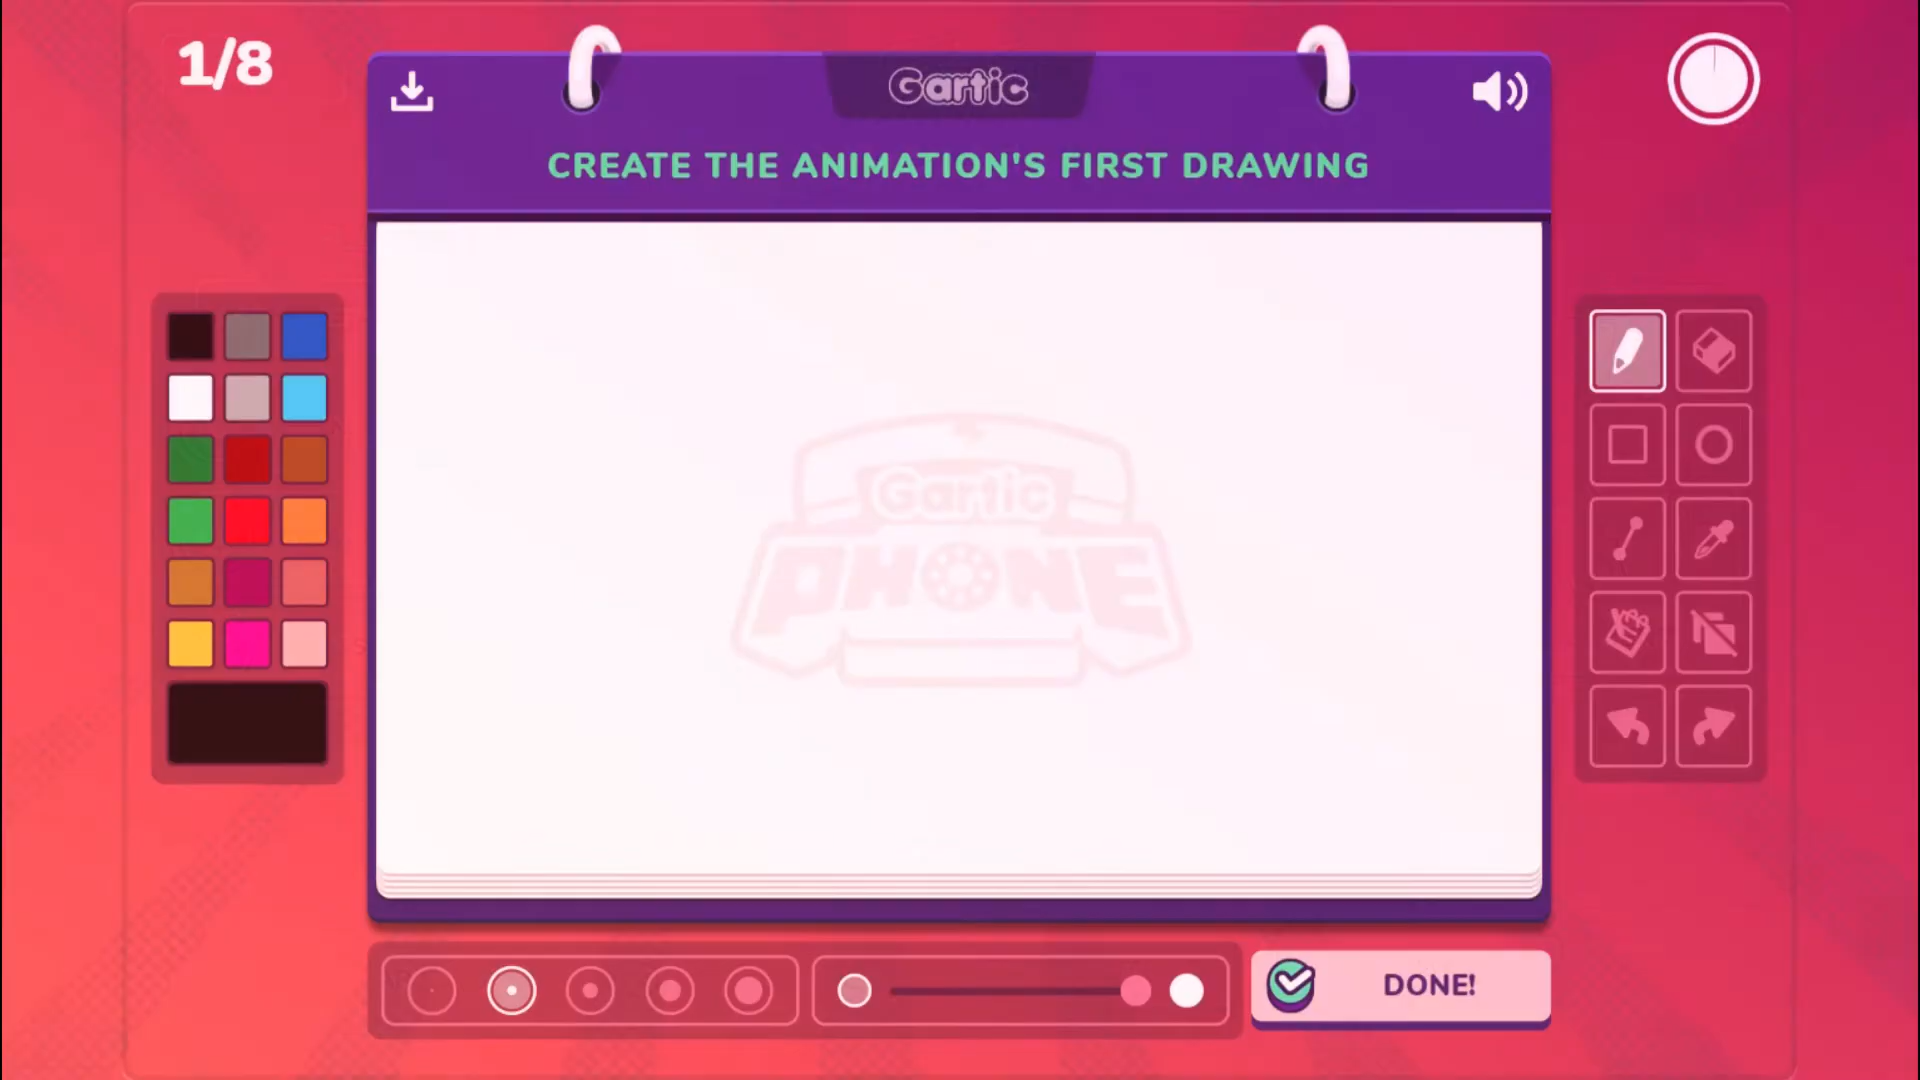 1/8
Gartic
CREATE THE ANIMATION'S FIRST DRAWING
Gartic
PHONE
DONE!